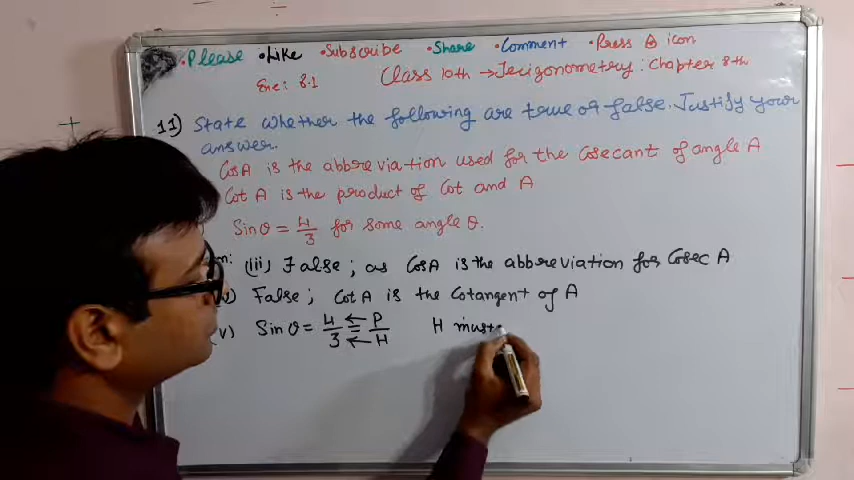 •Please •Like •Subscribe •Share •Comment •Press icon
Exe: 8.1 Class 10th → Terigonometry: Chapter 8th
11) State whether the following are true or false. Justify your
answer.
CosA is the abbreviation used for the Cosecant of angle A
Cot A is the product of Cot and A
Sinθ = 4/3 for some angle θ.
(iii) False; as CosA is the abbreviation for Cosec A
False; Cot A is the Cotangent of A
(v) Sin θ = 4/3 = P/H H must